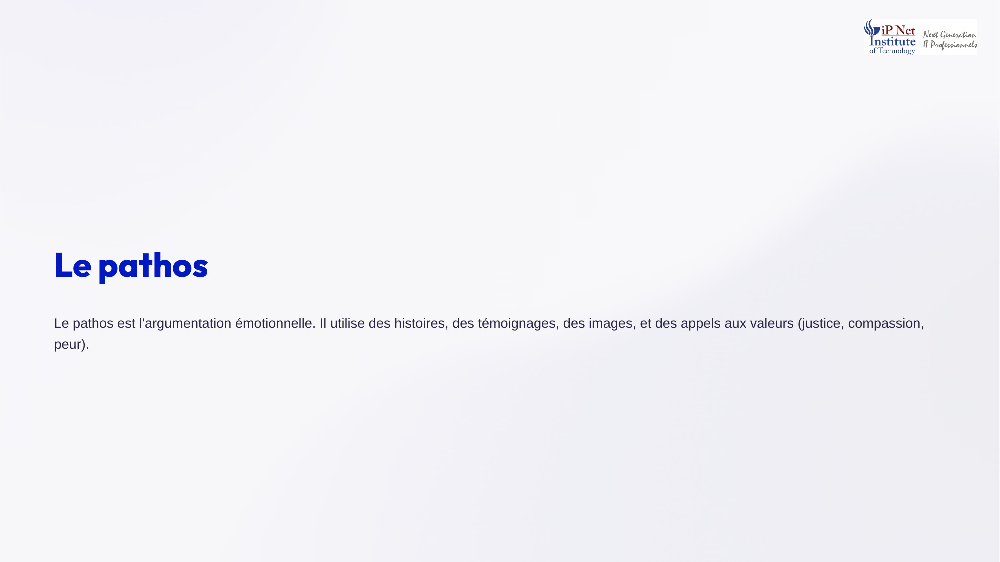 iP Net
Institute
of Technology
Next Generation
IT Professionnels
Le pathos
Le pathos est l'argumentation émotionnelle. Il utilise des histoires, des témoignages, des images, et des appels aux valeurs (justice, compassion,
peur).